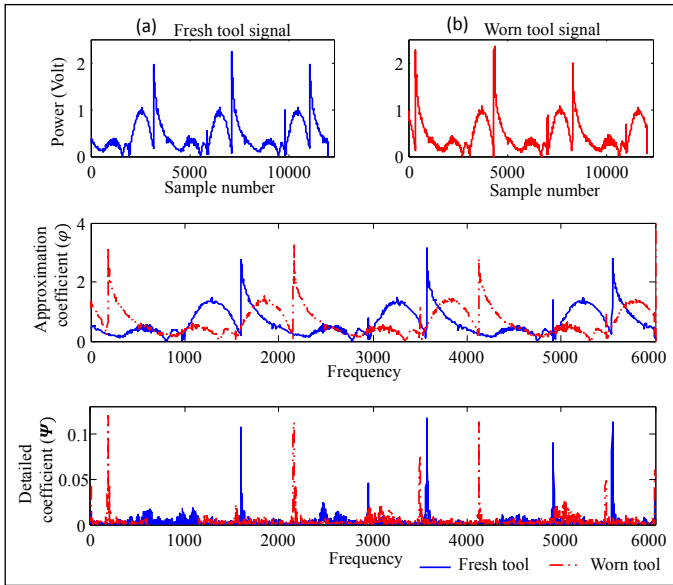 (a) Fresh tool signal
(b) Worn tool signal
Power (Volt)
2
1
0
0 5000 10000
Sample number
2
1
0
0 5000 10000
Sample number
Approximation
coefficient (φ)
4
2
0
0 1000 2000 3000 4000 5000 6000
Frequency
Detailed
coefficient (Ψ)
0.1
0.05
0
0 1000 2000 3000 4000 5000 6000
Frequency
Fresh tool
Worn tool